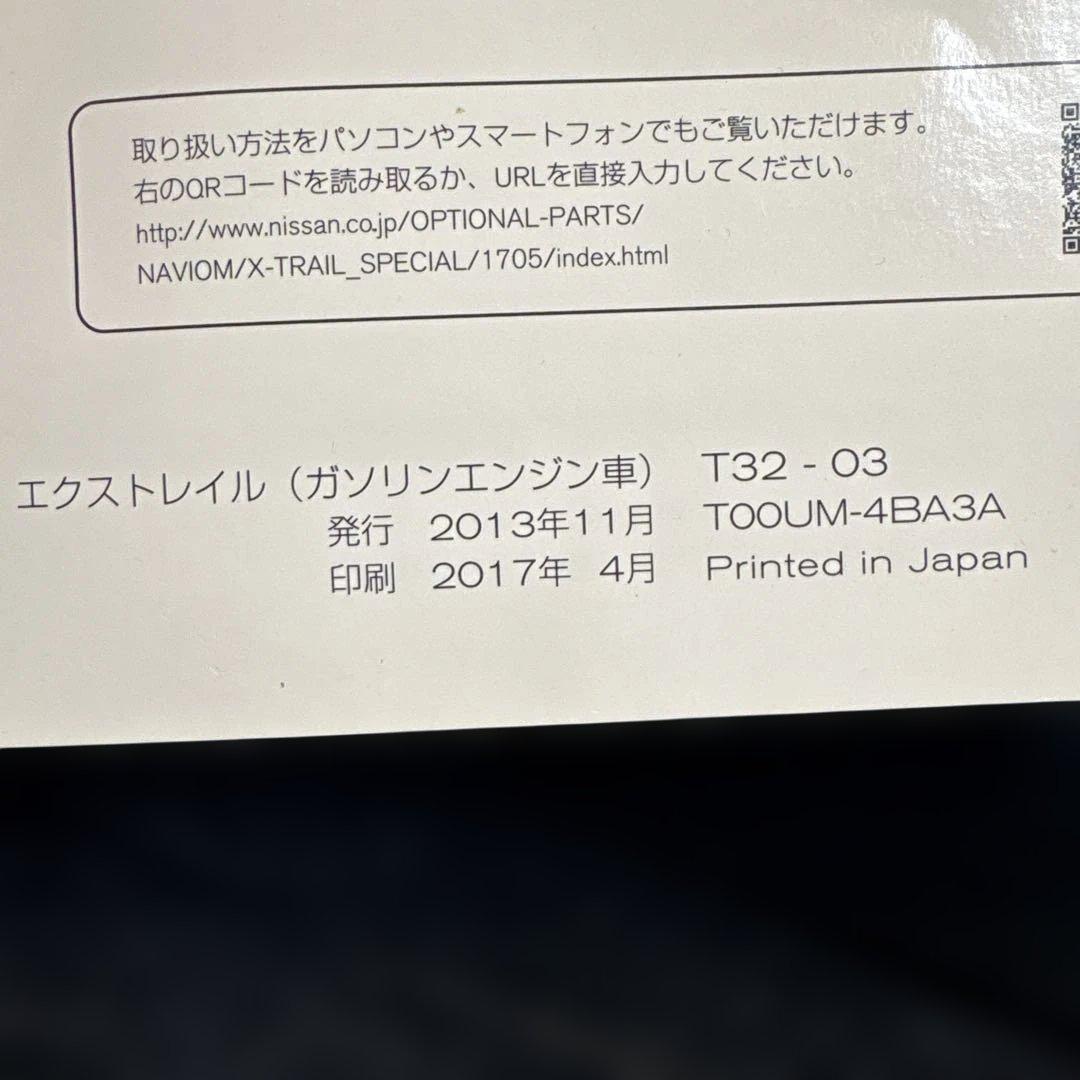 取り扱い方法をパソコンやスマートフォンでもご覧いただけます。
右のQRコードを読み取るか、URLを直接入力してください。
http://www.nissan.co.jp/OPTIONAL-PARTS/
NAVIOM/X-TRAIL_SPECIAL/1705/index.html
エクストレイル（ガソリンエンジン車） T32 - 03
発行 2013年11月 T00UM-4BA3A
印刷 2017年 4月 Printed in Japan